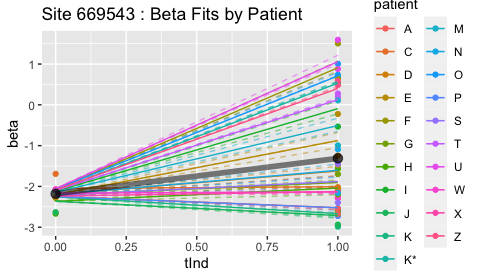 Site 669543 : Beta Fits by Patient
beta
1
0
-1
-2
-3
0.00
0.25
0.50
0.75
1.00
tInd
patient
A
C
D
E
F
G
H
I
J
K
K*
M
N
O
P
S
T
U
W
X
Z